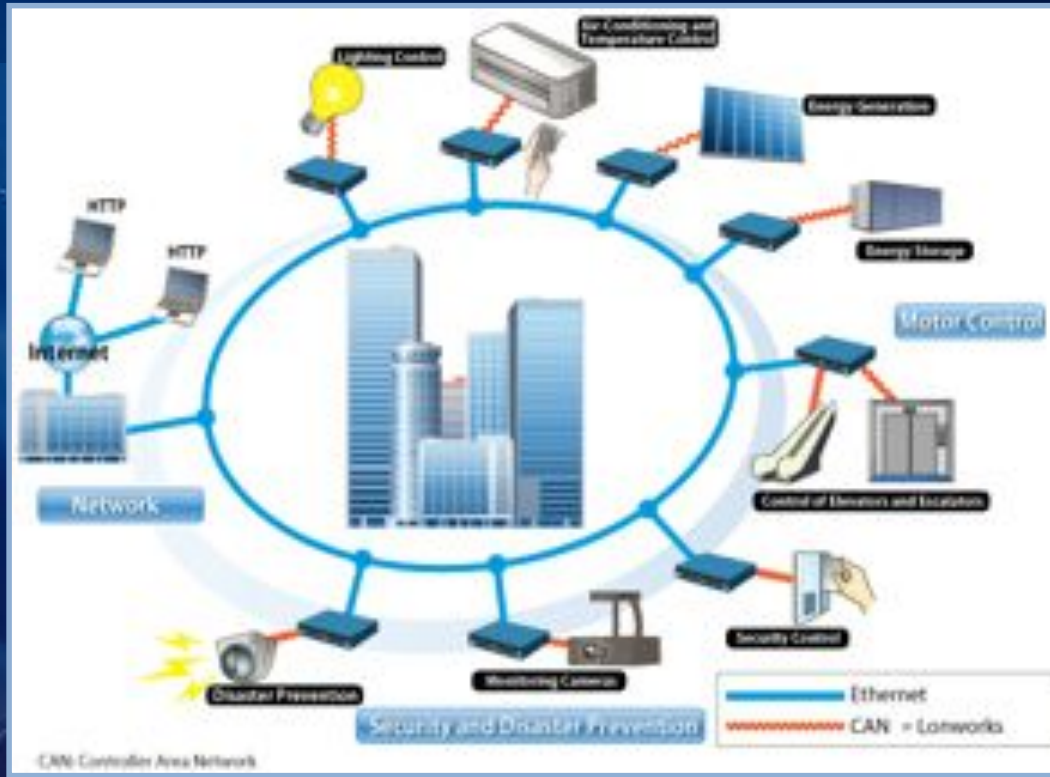 Air-Conditioning and
Temperature Control
Lighting Control
Energy Generation
HTTP
HTTP
Energy Storage
Internet
Motor Control
Network
Control of Elevators and Escalators
Security Control
Disaster Prevention
Monitoring Cameras
Security and Disaster Prevention
Ethernet
CAN = Lonworks
CAN: Controller Area Network